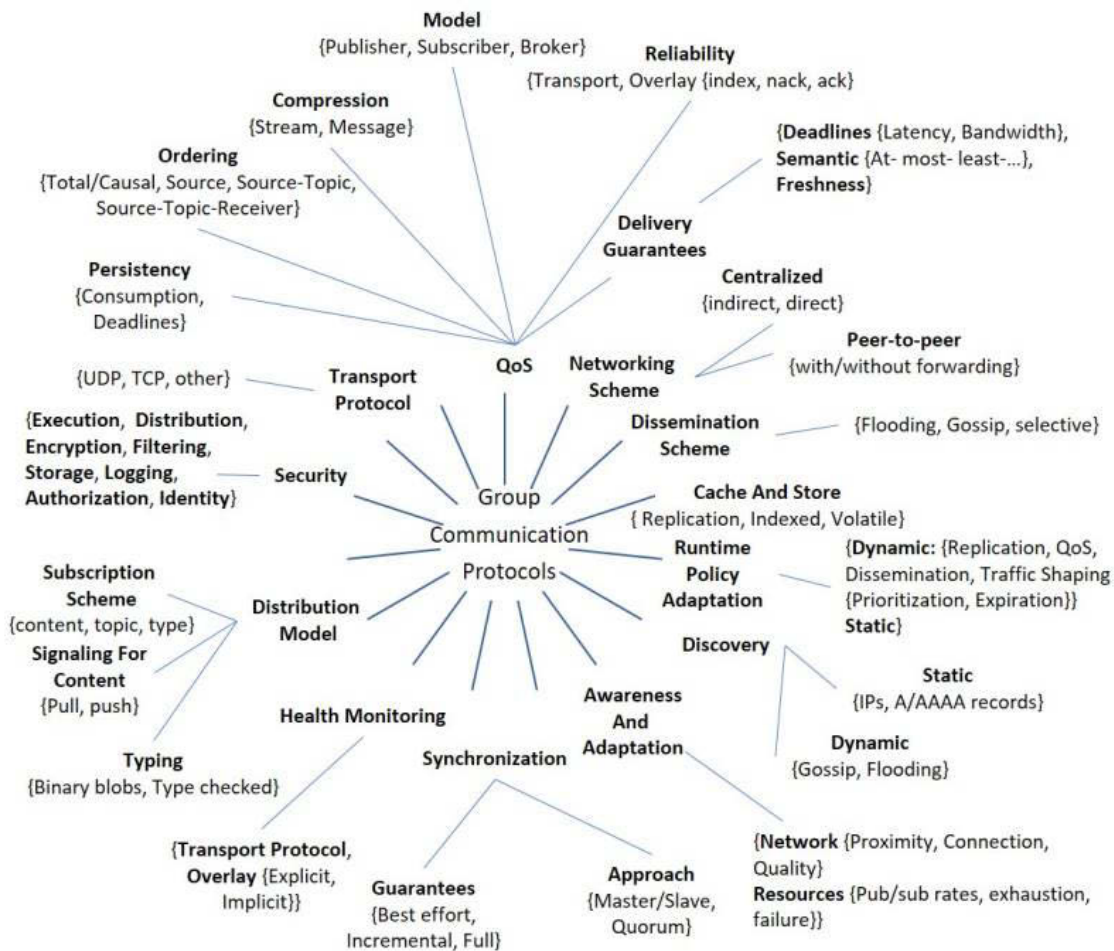 Model
{Publisher, Subscriber, Broker}
Reliability
{Transport, Overlay {index, nack, ack}
Compression
{Stream, Message}
{Deadlines {Latency, Bandwidth},
Semantic {At- most- least-...},
Freshness}
Ordering
{Total/Causal, Source, Source-Topic,
Source-Topic-Receiver}
Delivery
Guarantees
Persistency
{Consumption,
Deadlines}
Centralized
{indirect, direct}
Peer-to-peer
{with/without forwarding}
QoS
Networking
Scheme
Transport
Protocol
{UDP, TCP, other}
Dissemination
Scheme
{Flooding, Gossip, selective}
{Execution, Distribution,
Encryption, Filtering,
Storage, Logging,
Authorization, Identity}
Security
Group
Communication
Protocols
Cache And Store
{ Replication, Indexed, Volatile}
Runtime
Policy
Adaptation
{Dynamic: {Replication, QoS,
Dissemination, Traffic Shaping
{Prioritization, Expiration}}
Static}
Subscription
Scheme
{content, topic, type}
Distribution
Model
Signaling For
Content
{Pull, push}
Typing
{Binary blobs, Type checked}
Discovery
Static
{IPs, A/AAAA records}
Dynamic
{Gossip, Flooding}
Health Monitoring
Synchronization
Awareness
And
Adaptation
{Transport Protocol,
Overlay {Explicit,
Implicit}}
Guarantees
{Best effort,
Incremental, Full}
Approach
{Master/Slave,
Quorum}
{Network {Proximity, Connection,
Quality}
Resources {Pub/sub rates, exhaustion,
failure}}